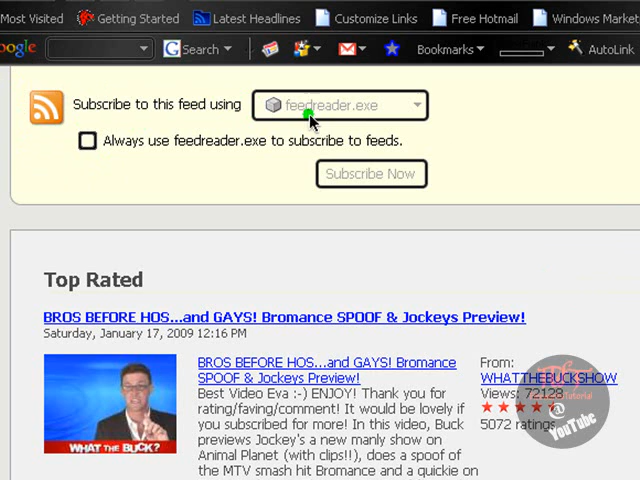 Most Visited Getting Started Latest Headlines Customize Links Free Hotmail Windows Market
oogle Search Bookmarks AutoLink
Subscribe to this feed using feedreader.exe
Always use feedreader.exe to subscribe to feeds.
Subscribe Now
Top Rated
BROS BEFORE HOS...and GAYS! Bromance SPOOF & Jockeys Preview!
Saturday, January 17, 2009 12:16 PM
BROS BEFORE HOS...and GAYS! Bromance
SPOOF & Jockeys Preview!
Best Video Eva :-) ENJOY! Thank you for
rating/faving/comment! It would be lovely if
you subscribed for more! In this video, Buck
previews Jockey's a new manly show on
Animal Planet (with clips!!), does a spoof of
the MTV smash hit Bromance and a quickie on
From:
WHATTHEBUCKSHOW
Views: 72128
5072 ratings
WHAT THE BUCK?
Tutorial
@
YouTube